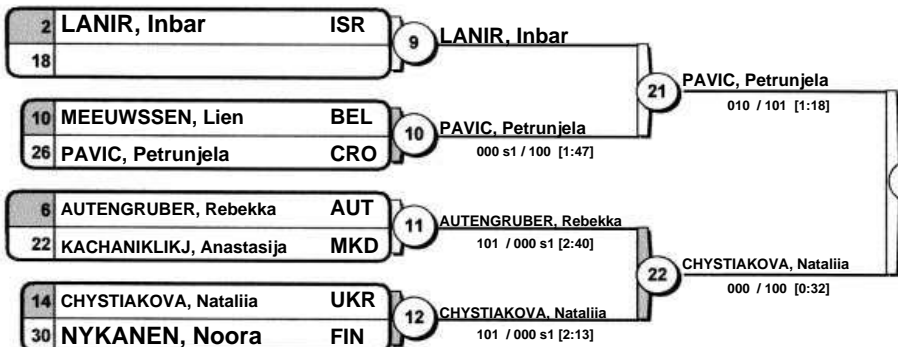 2 LANIR, Inbar ISR
18
9 LANIR, Inbar
10 MEEUWSSEN, Lien BEL
26 PAVIC, Petrunjela CRO
10 PAVIC, Petrunjela
000 s1 / 100 [1:47]
21 PAVIC, Petrunjela
010 / 101 [1:18]
6 AUTENGRUBER, Rebekka AUT
22 KACHANIKLIKJ, Anastasija MKD
11 AUTENGRUBER, Rebekka
101 / 000 s1 [2:40]
14 CHYSTIAKOVA, Nataliia UKR
30 NYKANEN, Noora FIN
12 CHYSTIAKOVA, Nataliia
101 / 000 s1 [2:13]
22 CHYSTIAKOVA, Nataliia
000 / 100 [0:32]